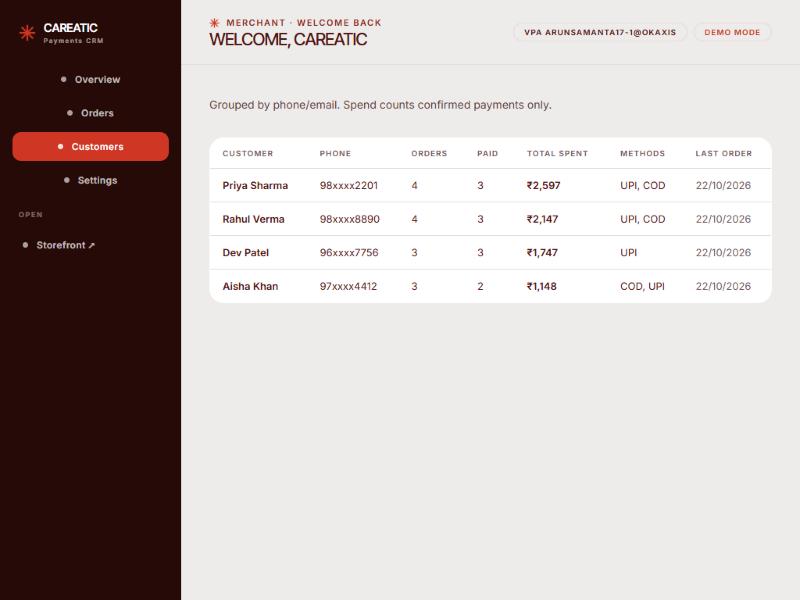 CAREATIC
Payments CRM
Overview
Orders
Customers
Settings
OPEN
Storefront ↗
MERCHANT · WELCOME BACK
WELCOME, CAREATIC
VPA ARUNSAMANTA17-1@OKAXIS
DEMO MODE
Grouped by phone/email. Spend counts confirmed payments only.
CUSTOMER PHONE ORDERS PAID TOTAL SPENT METHODS LAST ORDER
Priya Sharma 98xxxx2201 4 3 ₹2,597 UPI, COD 22/10/2026
Rahul Verma 98xxxx8890 4 3 ₹2,147 UPI, COD 22/10/2026
Dev Patel 96xxxx7756 3 3 ₹1,747 UPI 22/10/2026
Aisha Khan 97xxxx4412 3 2 ₹1,148 COD, UPI 22/10/2026